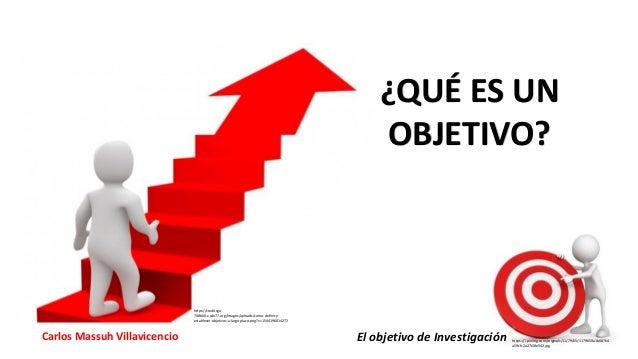 ¿QUÉ ES UN
OBJETIVO?
Carlos Massuh Villavicencio
El objetivo de Investigación